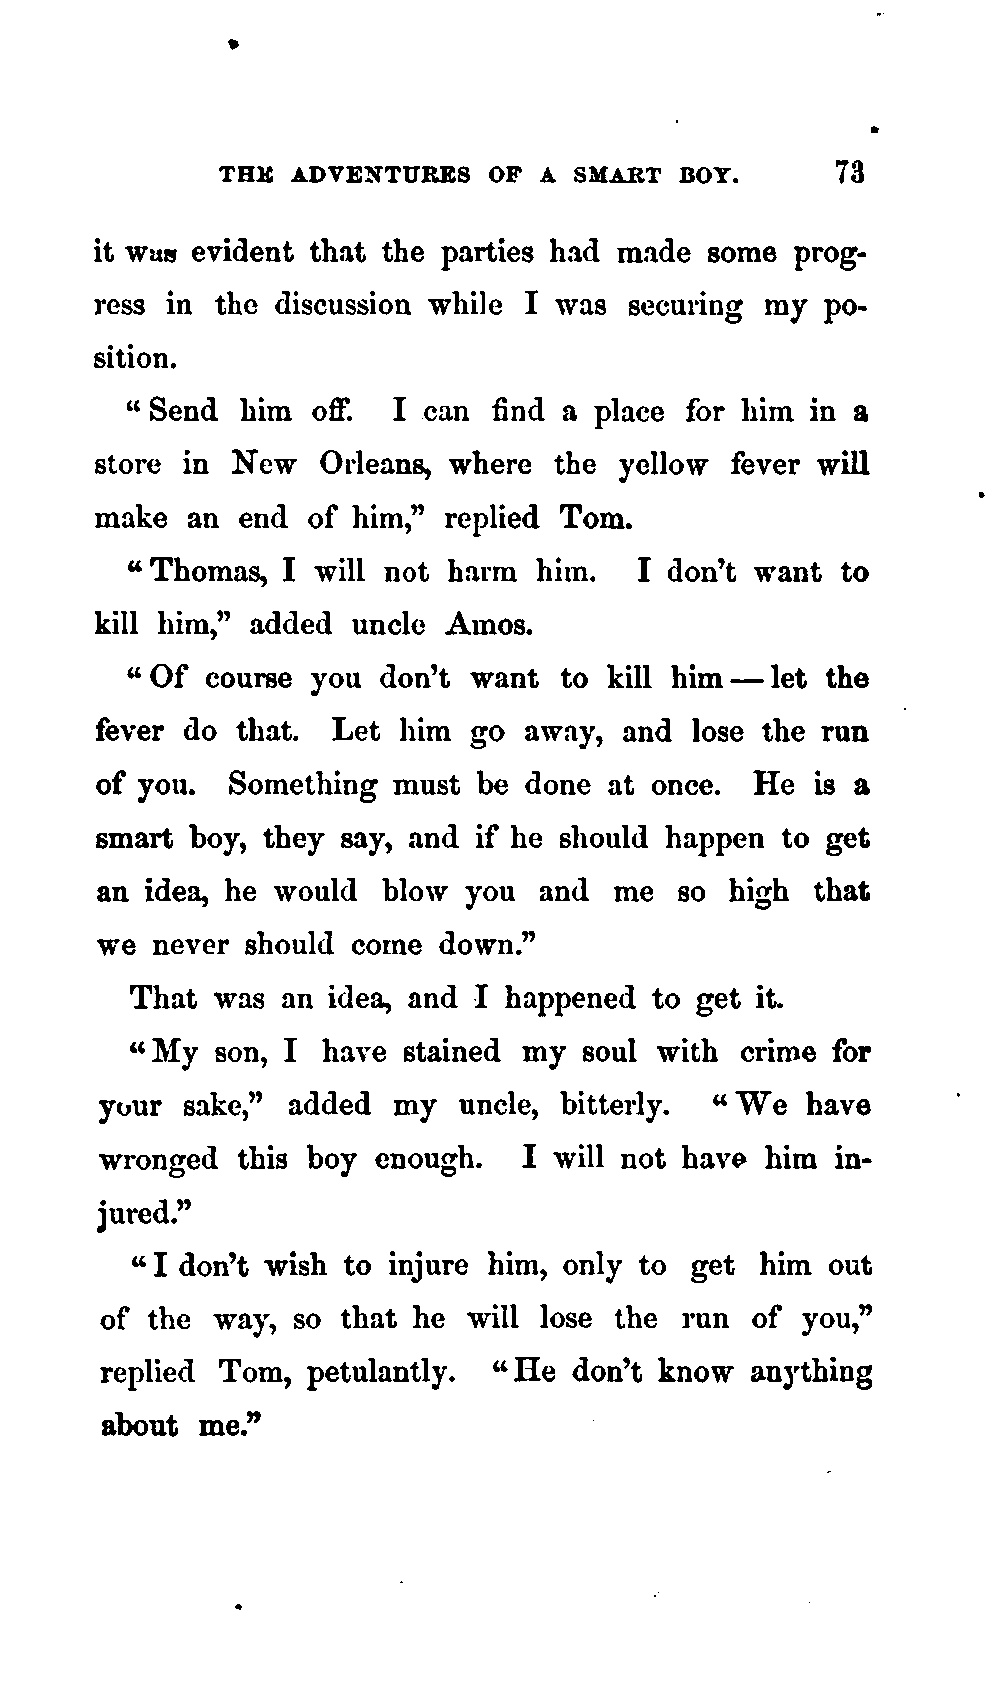 THE ADVENTURES OF A SMART BOY. 73
it was evident that the parties had made some prog-
ress in the discussion while I was securing my po-
sition.
“Send him off. I can find a place for him in a
store in New Orleans, where the yellow fever will
make an end of him,” replied Tom.
“Thomas, I will not harm him. I don’t want to
kill him,” added uncle Amos.
“Of course you don’t want to kill him — let the
fever do that. Let him go away, and lose the run
of you. Something must be done at once. He is a
smart boy, they say, and if he should happen to get
an idea, he would blow you and me so high that
we never should come down.”
That was an idea, and I happened to get it.
“My son, I have stained my soul with crime for
your sake,” added my uncle, bitterly. “We have
wronged this boy enough. I will not have him in-
jured.”
“I don’t wish to injure him, only to get him out
of the way, so that he will lose the run of you,”
replied Tom, petulantly. “He don’t know anything
about me.”